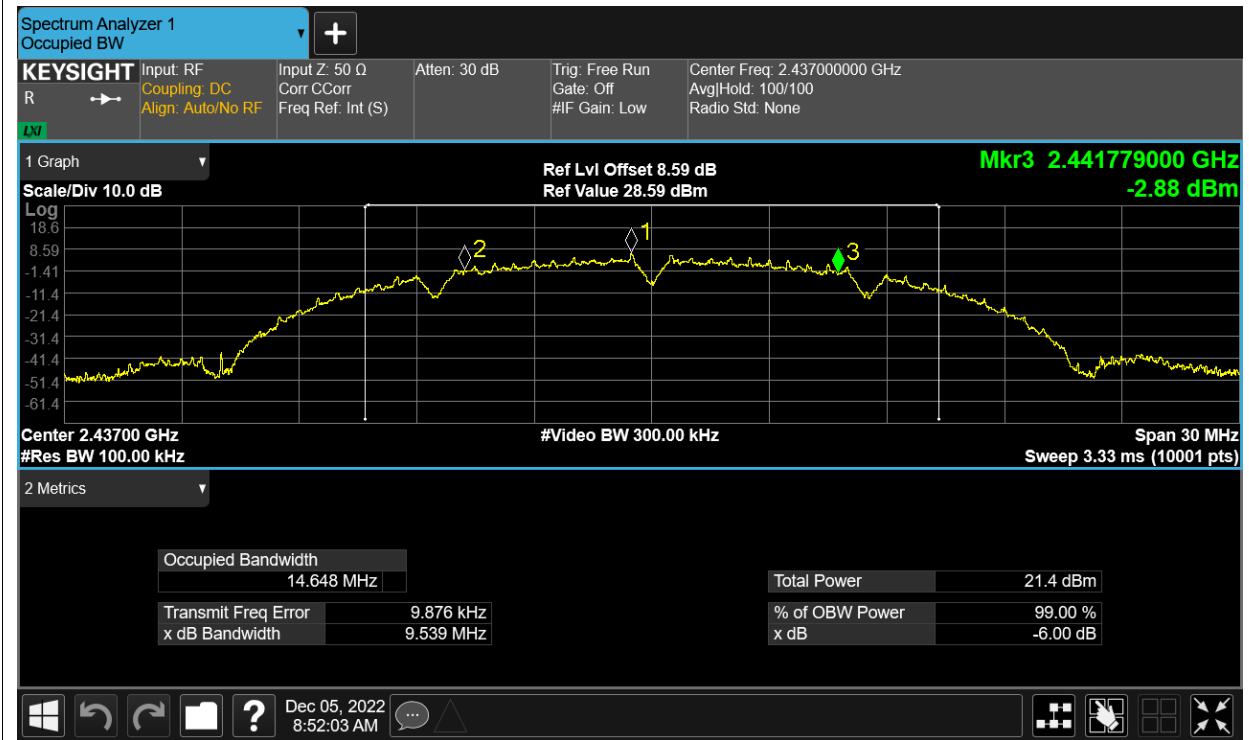 Spectrum Analyzer 1
Occupied BW
KEYSIGHT
R
LXI
Input: RF
Coupling: DC
Align: Auto/No RF
Input Z: 50 Ω
Corr CCorr
Freq Ref: Int (S)
Atten: 30 dB
Trig: Free Run
Gate: Off
#IF Gain: Low
Center Freq: 2.437000000 GHz
Avg|Hold: 100/100
Radio Std: None
1 Graph
Scale/Div 10.0 dB
Ref Lvl Offset 8.59 dB
Ref Value 28.59 dBm
Mkr3 2.441779000 GHz
-2.88 dBm
Log
18.6
8.59
-1.41
-11.4
-21.4
-31.4
-41.4
-51.4
-61.4
2
1
3
Center 2.43700 GHz
#Video BW 300.00 kHz
Span 30 MHz
#Res BW 100.00 kHz
Sweep 3.33 ms (10001 pts)
2 Metrics
Occupied Bandwidth
14.648 MHz
Total Power 21.4 dBm
Transmit Freq Error 9.876 kHz
% of OBW Power 99.00 %
x dB Bandwidth 9.539 MHz
x dB -6.00 dB
?
Dec 05, 2022
8:52:03 AM